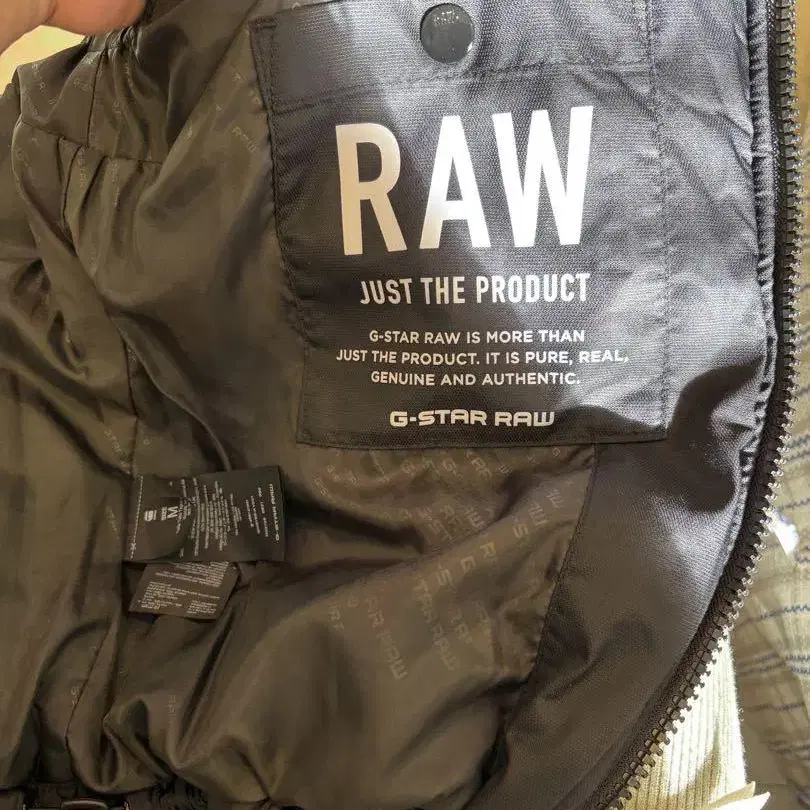 RAW
JUST THE PRODUCT
G-STAR RAW IS MORE THAN
JUST THE PRODUCT. IT IS PURE, REAL,
GENUINE AND AUTHENTIC.
G-STAR RAW
M